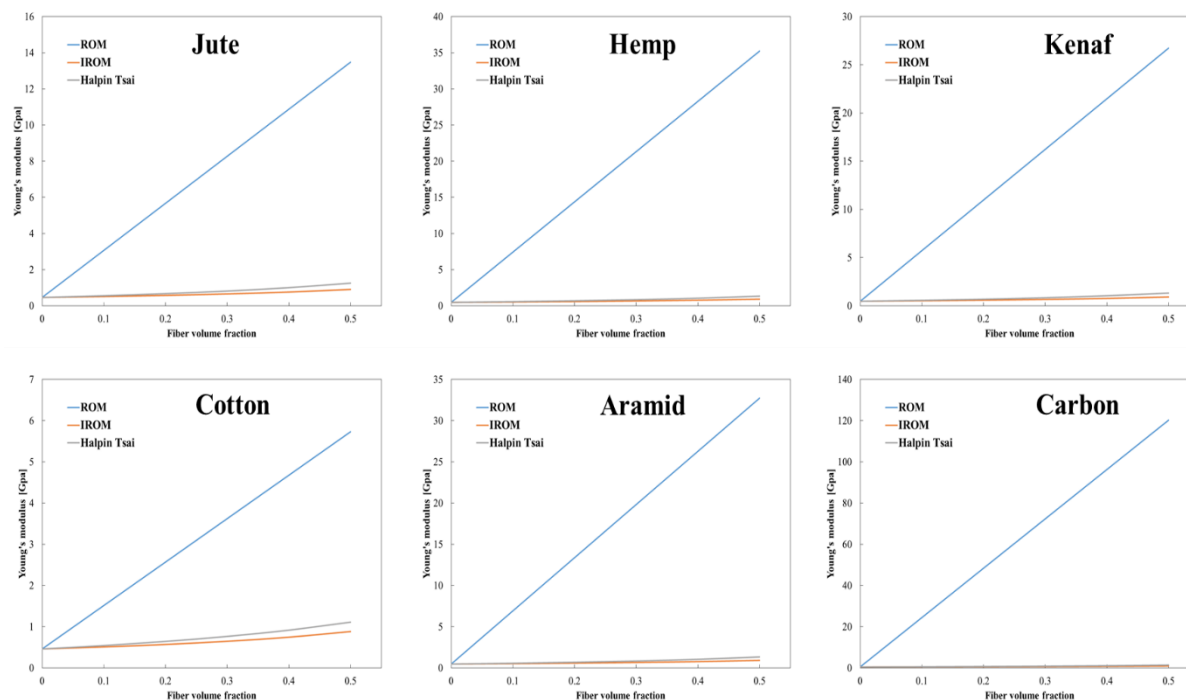 Jute
ROM
IROM
Halpin Tsai
Young's modulus [Gpa]
16
14
12
10
8
6
4
2
0
0 0.1 0.2 0.3 0.4 0.5
Fiber volume fraction
Hemp
ROM
IROM
Halpin Tsai
Young's modulus [Gpa]
40
35
30
25
20
15
10
5
0
0 0.1 0.2 0.3 0.4 0.5
Fiber volume fraction
Kenaf
ROM
IROM
Halpin Tsai
Young's modulus [Gpa]
30
25
20
15
10
5
0
0 0.1 0.2 0.3 0.4 0.5
Fiber volume fraction
Cotton
ROM
IROM
Halpin Tsai
Young's modulus [Gpa]
7
6
5
4
3
2
1
0
0 0.1 0.2 0.3 0.4 0.5
Fiber volume fraction
Aramid
ROM
IROM
Halpin Tsai
Young's modulus [Gpa]
35
30
25
20
15
10
5
0
0 0.1 0.2 0.3 0.4 0.5
Fiber volume fraction
Carbon
ROM
IROM
Halpin Tsai
Young's modulus [Gpa]
140
120
100
80
60
40
20
0
0 0.1 0.2 0.3 0.4 0.5
Fiber volume fraction